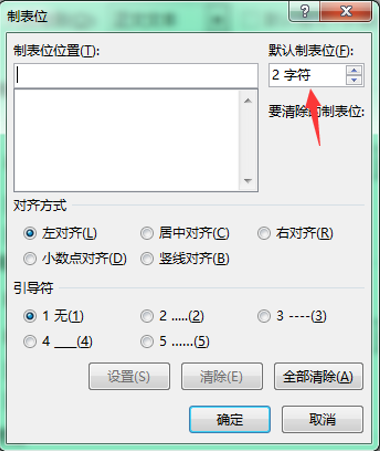 制表位
制表位位置(T): 默认制表位(F):
2 字符
要清除的制表位:
对齐方式
左对齐(L) 居中对齐(C) 右对齐(R)
小数点对齐(D) 竖线对齐(B)
引导符
1 无(1) 2 .....(2) 3 ----(3)
4 ___(4) 5 ......(5)
设置(S) 清除(E) 全部清除(A)
确定 取消